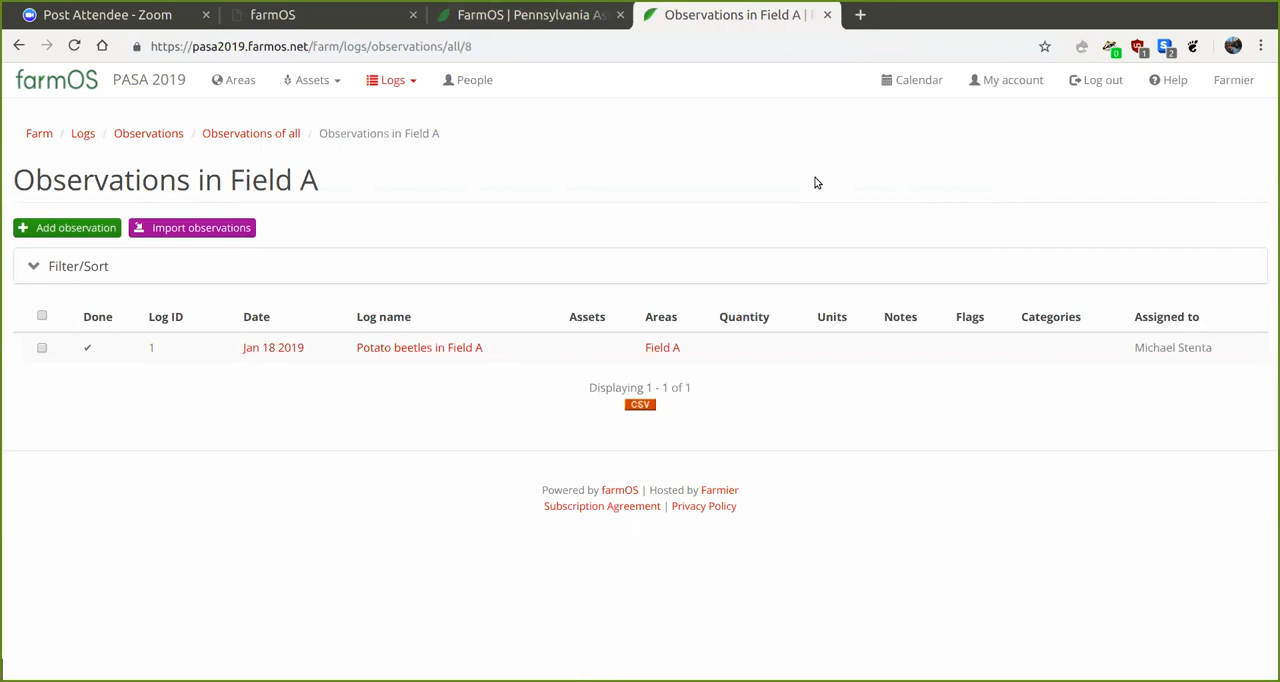 Post Attendee - Zoom
farmOS
FarmOS | Pennsylvania As
Observations in Field A |
https://pasa2019.farmos.net/farm/logs/observations/all/8
0
1
2
farmOS PASA 2019 Areas Assets Logs People Calendar My account Log out Help Farmier
Farm / Logs / Observations / Observations of all / Observations in Field A
Observations in Field A
Add observation Import observations
Filter/Sort
Done Log ID Date Log name Assets Areas Quantity Units Notes Flags Categories Assigned to
✔ 1 Jan 18 2019 Potato beetles in Field A Field A Michael Stenta
Displaying 1 - 1 of 1
CSV
Powered by farmOS | Hosted by Farmier
Subscription Agreement | Privacy Policy